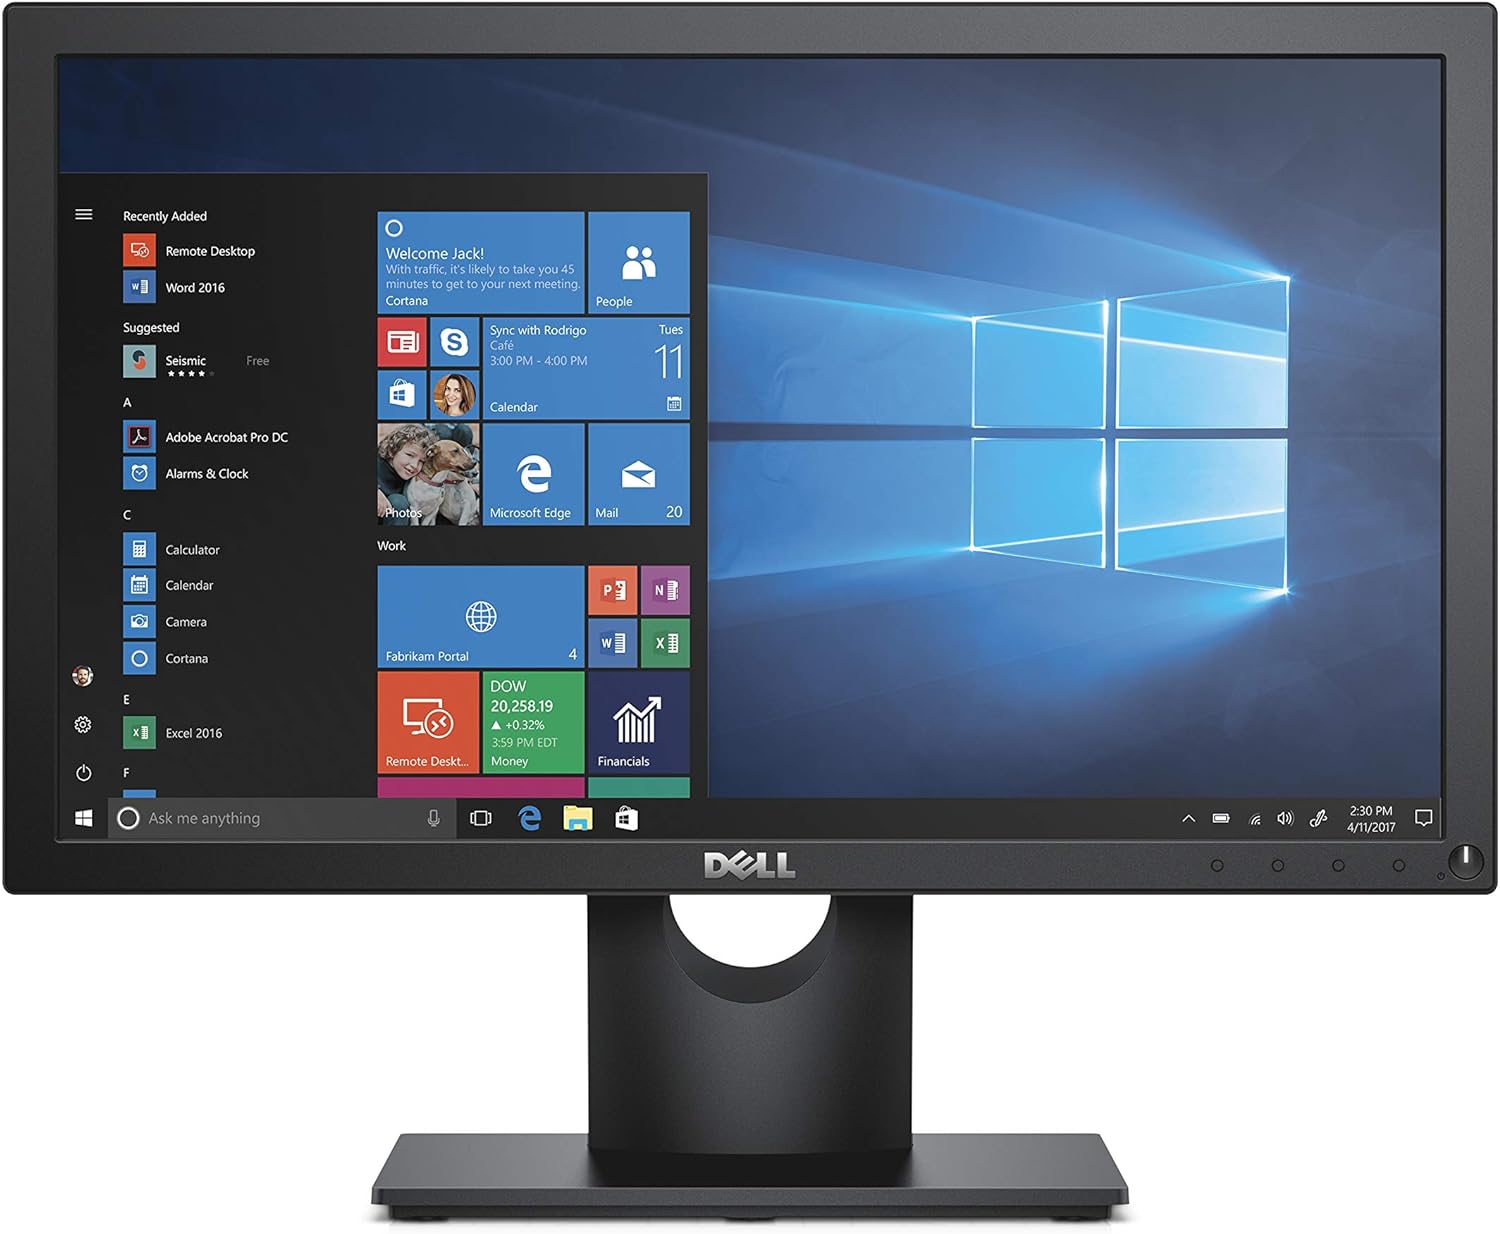 Recently Added
Remote Desktop
Word 2016
Suggested
Seismic Free
A
Adobe Acrobat Pro DC
Alarms & Clock
C
Calculator
Calendar
Camera
Cortana
E
Excel 2016
F
Welcome Jack!
With traffic, it's likely to take you 45
minutes to get to your next meeting.
Cortana
People
S
Sync with Rodrigo
Café
3:00 PM - 4:00 PM
Tues
11
Calendar
Photos
Microsoft Edge
Mail 20
Work
Fabrikam Portal 4
P
N
W
X
Remote Deskt...
DOW
20,258.19
▲ +0.32%
3:59 PM EDT
Money
Financials
Ask me anything
2:30 PM
4/11/2017
DELL